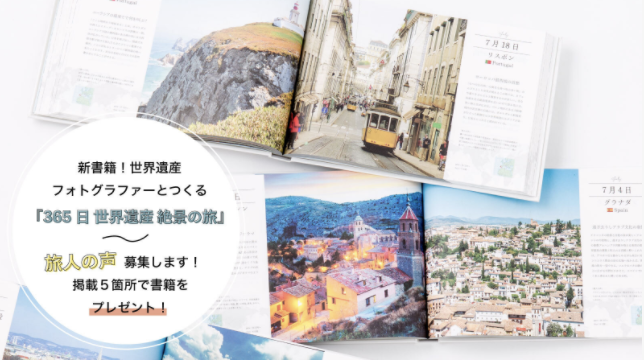 7月18日
リスボン
Portugal
新書籍！世界遺産
フォトグラファーとつくる
『365日 世界遺産 絶景の旅』
旅人の声 募集します！
掲載5箇所で書籍を
プレゼント！
7月4日
グラナダ
Spain